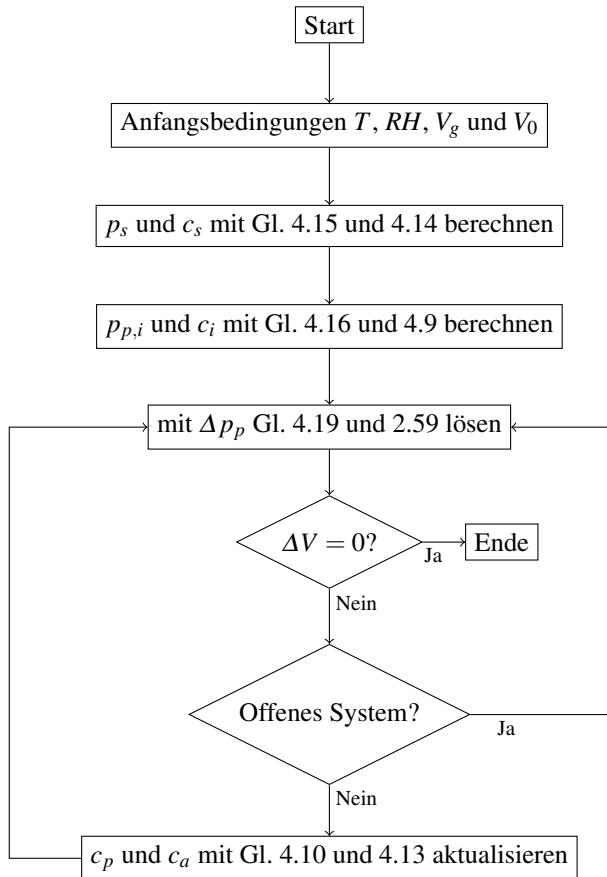 Start
Anfangsbedingungen T, RH, V_g und V_0
p_s und c_s mit Gl. 4.15 und 4.14 berechnen
p_{p,i} und c_i mit Gl. 4.16 und 4.9 berechnen
mit Δp_p Gl. 4.19 und 2.59 lösen
ΔV = 0?
Ja
Ende
Nein
Offenes System?
Ja
Nein
c_p und c_a mit Gl. 4.10 und 4.13 aktualisieren